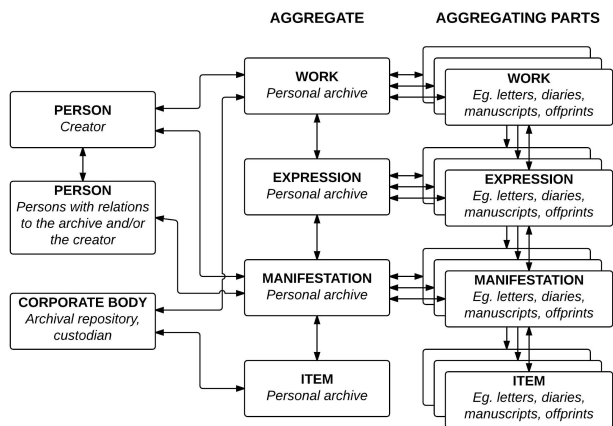 AGGREGATE
AGGREGATING PARTS
PERSON
Creator
PERSON
Persons with relations
to the archive and/or
the creator
CORPORATE BODY
Archival repository,
custodian
WORK
Personal archive
EXPRESSION
Personal archive
MANIFESTATION
Personal archive
ITEM
Personal archive
WORK
Eg. letters, diaries,
manuscripts, offprints
EXPRESSION
Eg. letters, diaries,
manuscripts, offprints
MANIFESTATION
Eg. letters, diaries,
manuscripts, offprints
ITEM
Eg. letters, diaries,
manuscripts, offprints